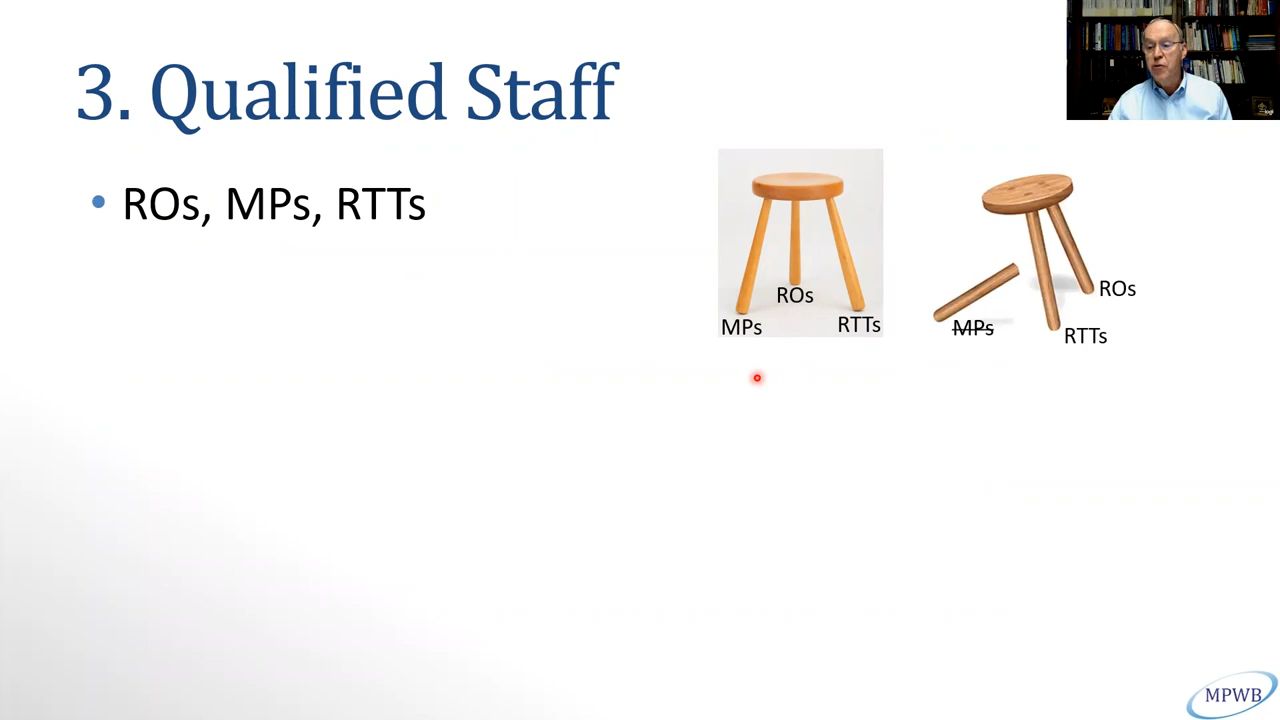 3. Qualified Staff
• ROs, MPs, RTTs
ROs
MPs
RTTs
ROs
MPs
RTTs
MPWB